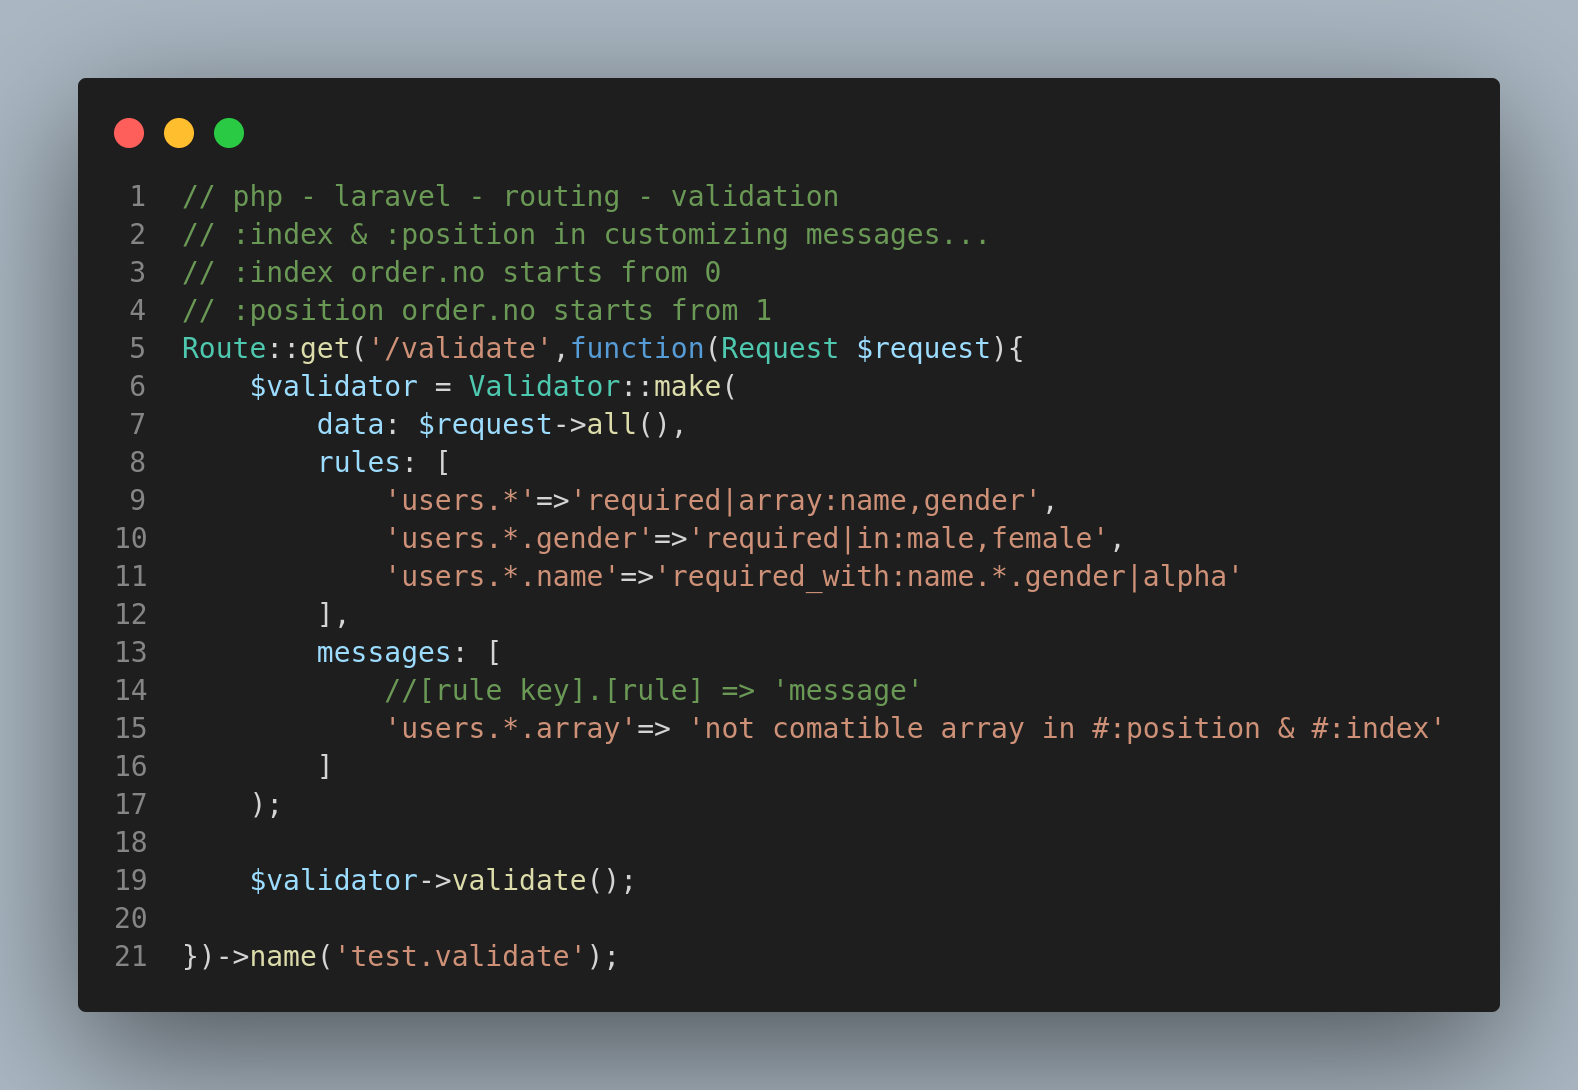 1 // php - laravel - routing - validation
2 // :index & :position in customizing messages...
3 // :index order.no starts from 0
4 // :position order.no starts from 1
5 Route::get('/validate',function(Request $request){
6     $validator = Validator::make(
7         data: $request->all(),
8         rules: [
9             'users.*'=>'required|array:name,gender',
10             'users.*.gender'=>'required|in:male,female',
11             'users.*.name'=>'required_with:name.*.gender|alpha'
12         ],
13         messages: [
14             //[rule key].[rule] => 'message'
15             'users.*.array'=> 'not comatible array in #:position & #:index'
16         ]
17     );
18
19     $validator->validate();
20
21 })->name('test.validate');